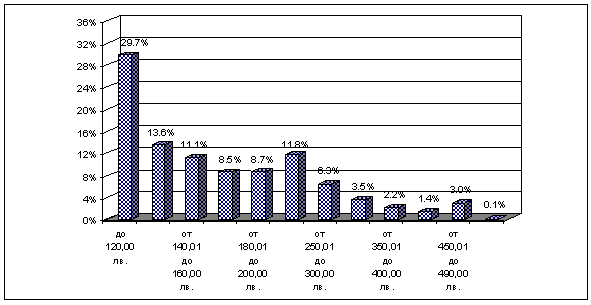 36%
32%
28%
24%
20%
16%
12%
8%
4%
0%
29.7%
13.6%
11.1%
8.5%
8.7%
11.8%
6.3%
3.5%
2.2%
1.4%
3.0%
0.1%
до
120,00
лв.
от
140,01
до
160,00
лв.
от
180,01
до
200,00
лв.
от
250,01
до
300,00
лв.
от
350,01
до
400,00
лв.
от
450,01
до
490,00
лв.